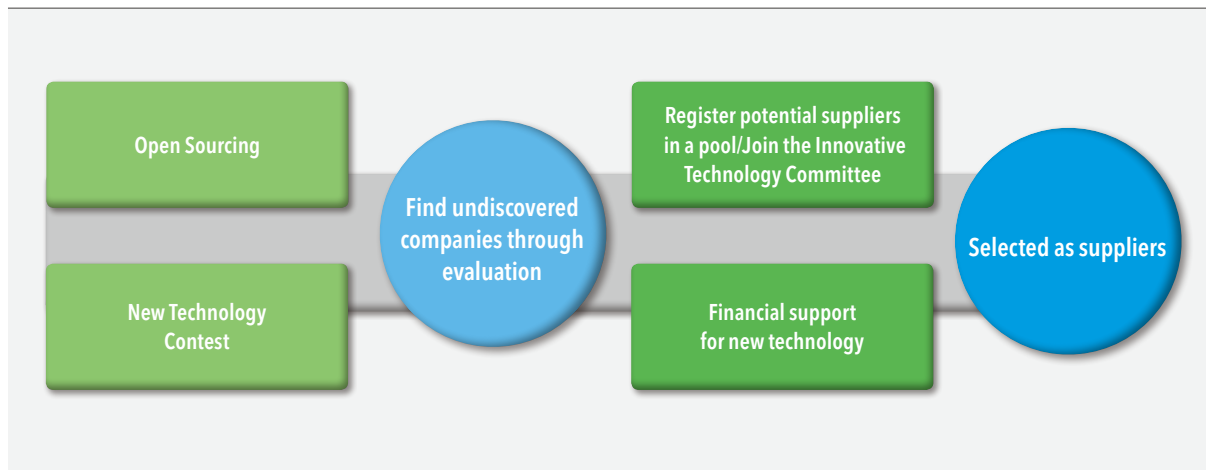 Open Sourcing
New Technology
Contest
Find undiscovered
companies through
evaluation
Register potential suppliers
in a pool/Join the Innovative
Technology Committee
Financial support
for new technology
Selected as suppliers